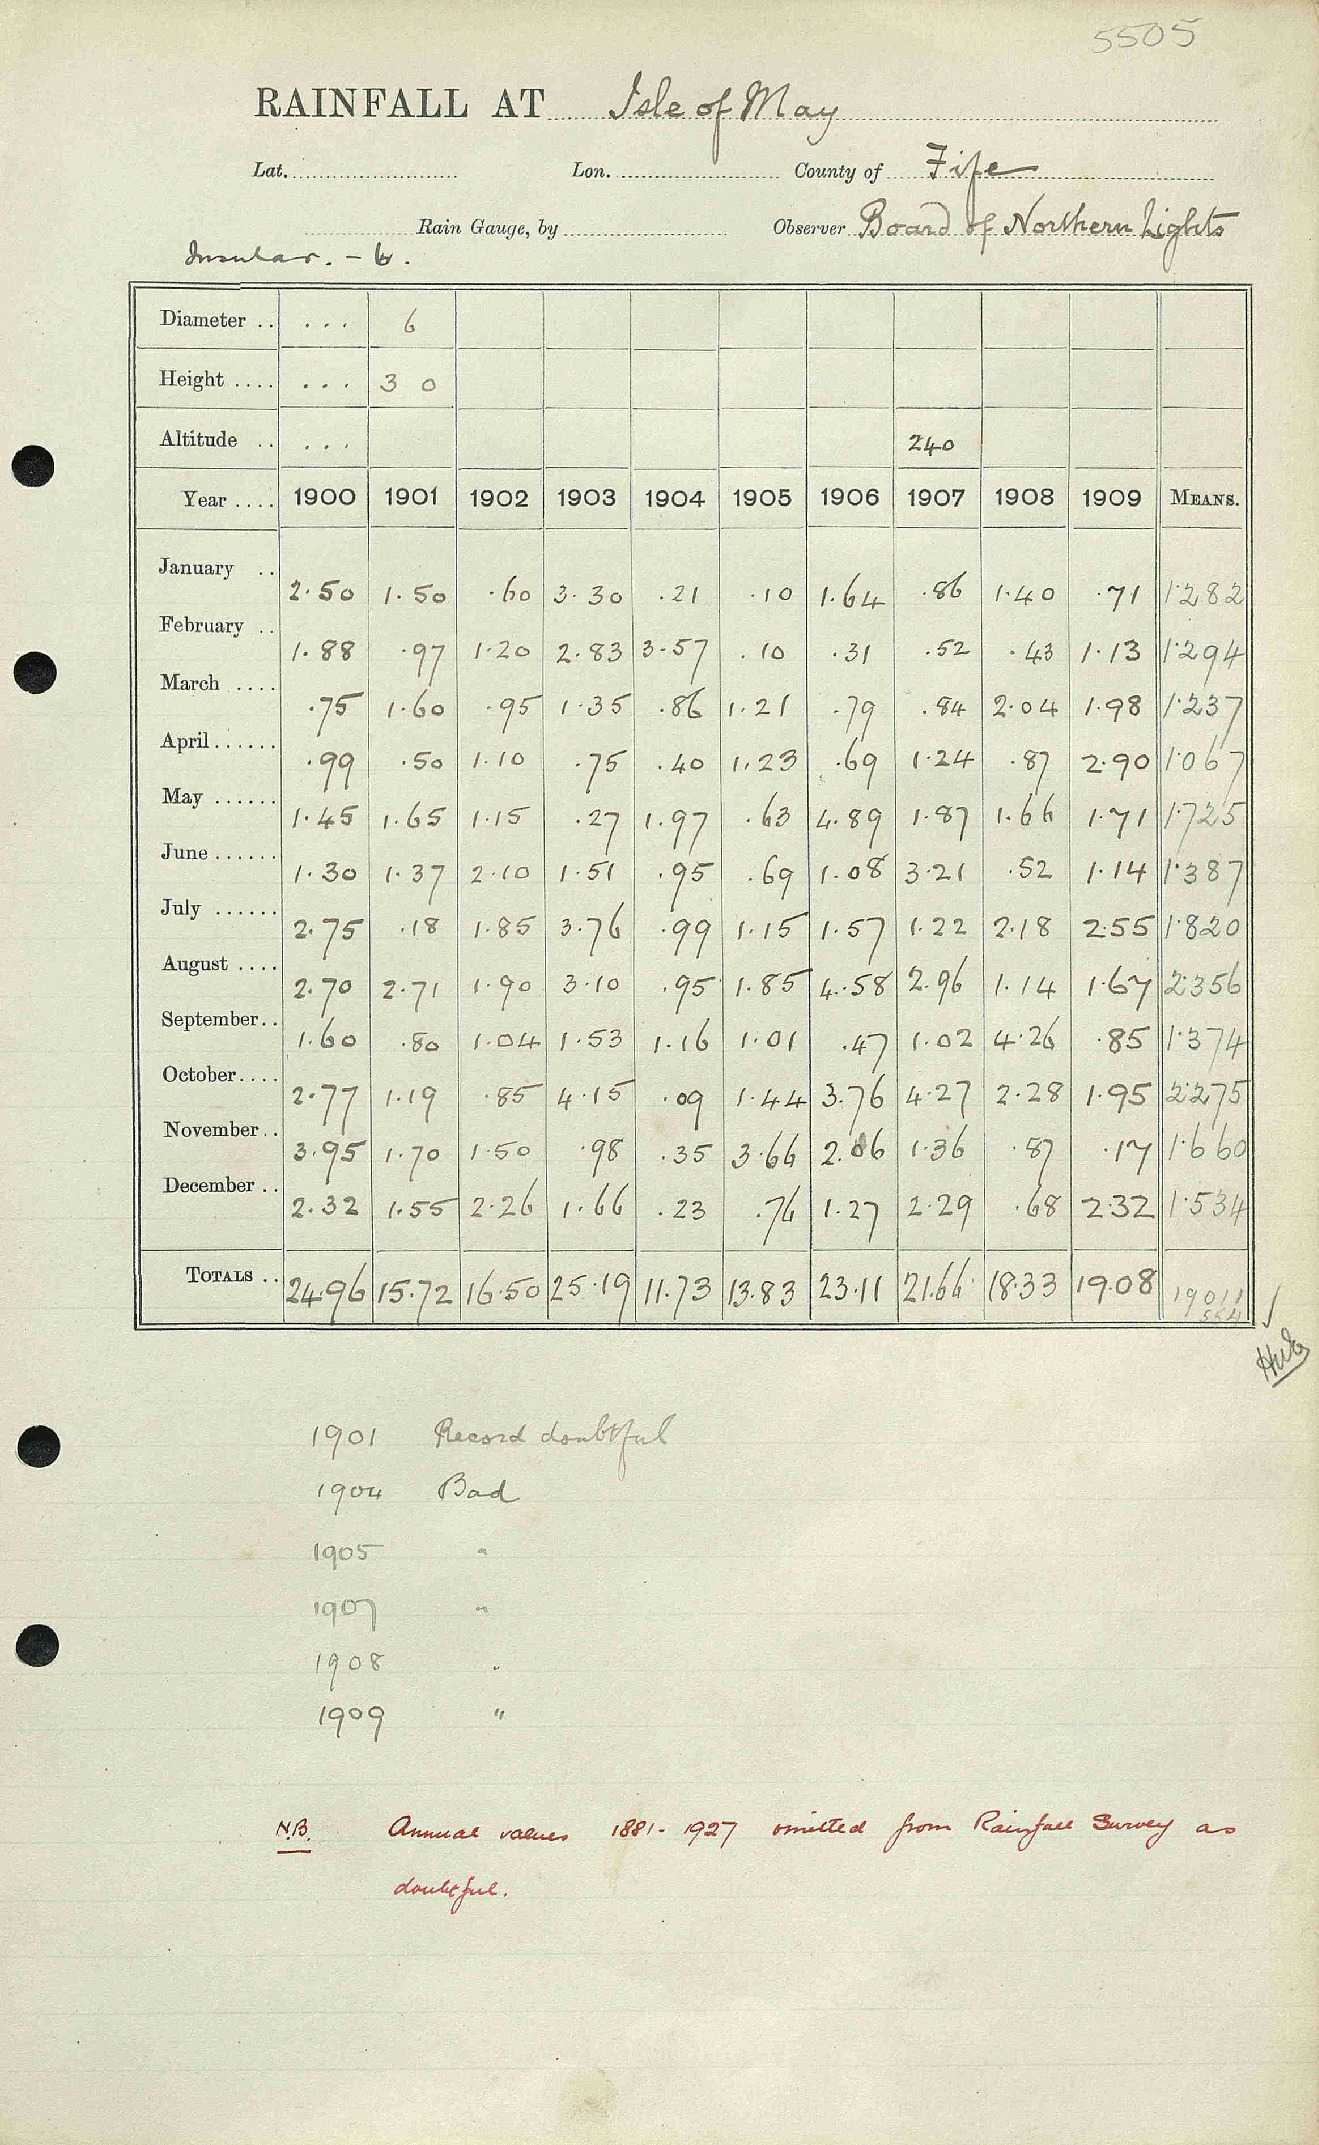 5505
RAINFALL AT Isle of May
Lat. Lon. County of Fife
Rain Gauge, by Observer Board of Northern Lights
Insular. -
Diameter .. ... 6
Height .... ... 3 0
Altitude .. ... 240
Year .... 1900 1901 1902 1903 1904 1905 1906 1907 1908 1909 MEANS.
January .. 2.50 1.50 .60 3.30 .21 .10 1.64 .86 1.40 .71 1.282
February .. 1.88 .97 1.20 2.83 3.57 .10 .31 .52 .43 1.13 1.294
March .... .75 1.60 .95 1.35 .86 1.21 .79 .84 2.04 1.98 1.237
April...... .99 .50 1.10 .75 .40 1.23 .69 1.24 .87 2.90 1.067
May ...... 1.45 1.65 1.15 .27 1.97 .63 4.89 1.87 1.66 1.71 1.725
June...... 1.30 1.37 2.10 1.51 .95 .69 1.08 3.21 .52 1.14 1.387
July ...... 2.75 .18 1.85 3.76 .99 1.15 1.57 1.22 2.18 2.55 1.820
August .... 2.70 2.71 1.90 3.10 .95 1.85 4.58 2.96 1.14 1.67 2.356
September.. 1.60 .80 1.04 1.53 1.16 1.01 .47 1.02 4.26 .85 1.374
October.... 2.77 1.19 .85 4.15 .09 1.44 3.76 4.27 2.28 1.95 2.275
November.. 3.95 1.70 1.50 .98 .35 3.66 2.06 1.36 .87 .17 1.660
December .. 2.32 1.55 2.26 1.66 .23 .76 1.27 2.29 .68 2.32 1.534
TOTALS .. 24.96 15.72 16.50 25.19 11.73 13.83 23.11 21.66 18.33 19.08 19011
1901 Record doubtful
1904 Bad
1905 "
1907 "
1908 "
1909 "
N.B. Annual values 1881-1927 omitted from Rainfall Survey as
doubtful.